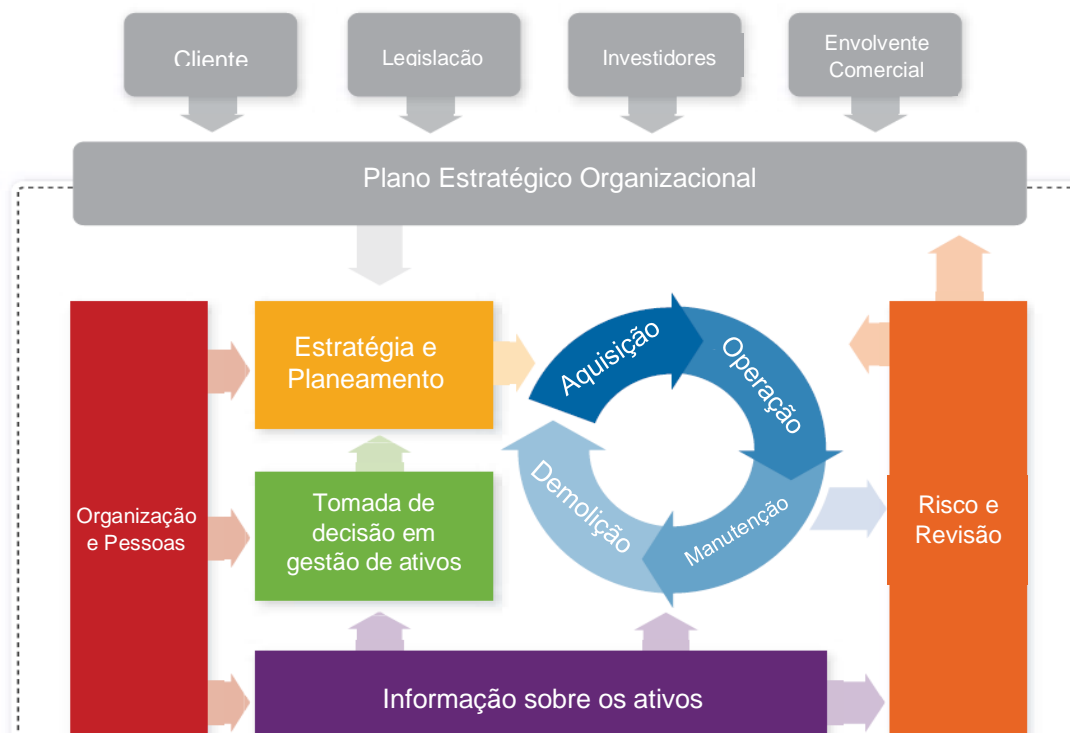 Cliente
Legislação
Investidores
Envolvente
Comercial
Plano Estratégico Organizacional
Estratégia e
Planeamento
Aquisição
Operação
Organização
e Pessoas
Tomada de
decisão em
gestão de ativos
Demolição
Manutenção
Risco e
Revisão
Informação sobre os ativos